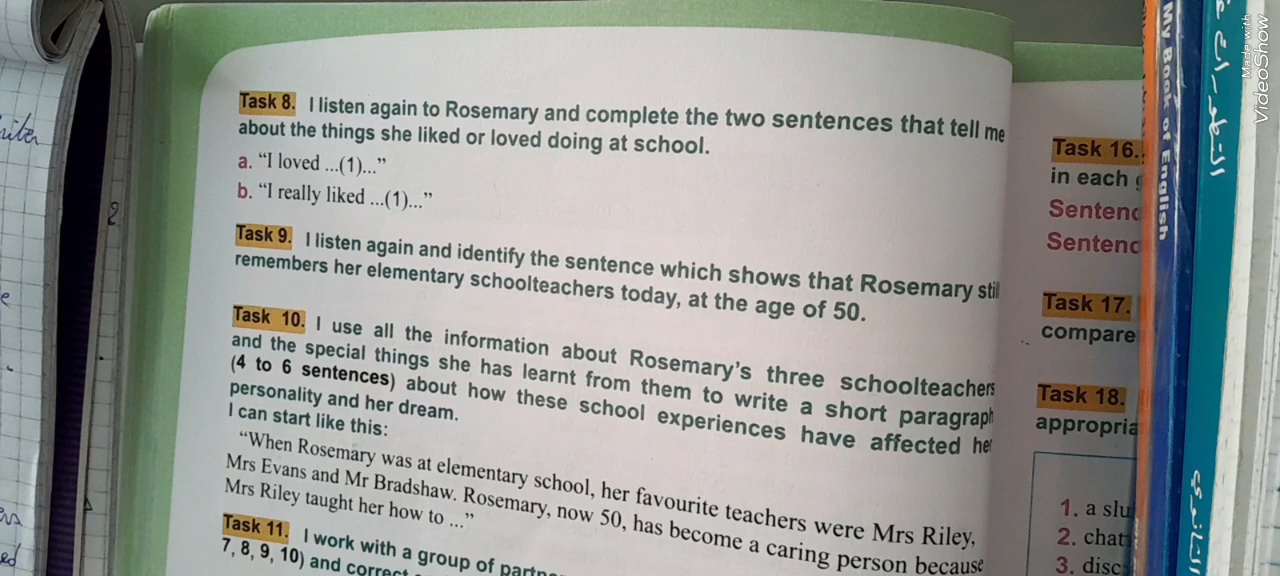 Task 8. I listen again to Rosemary and complete the two sentences that tell me
about the things she liked or loved doing at school.
a. “I loved ...(1)...”
b. “I really liked ...(1)...”
Task 9. I listen again and identify the sentence which shows that Rosemary stil
remembers her elementary schoolteachers today, at the age of 50.
Task 10. I use all the information about Rosemary's three schoolteachers
and the special things she has learnt from them to write a short paragraph
(4 to 6 sentences) about how these school experiences have affected her
personality and her dream.
I can start like this:
“When Rosemary was at elementary school, her favourite teachers were Mrs Riley,
Mrs Evans and Mr Bradshaw. Rosemary, now 50, has become a caring person because
Mrs Riley taught her how to ...”
Task 11. I work with a group of
7, 8, 9, 10) and
Task 16.
in each
Sentenc
Sentenc
Task 17.
compare
Task 18.
appropria
1. a slu
2. chat
3. disc
My Book of English
Made with
VideoShow